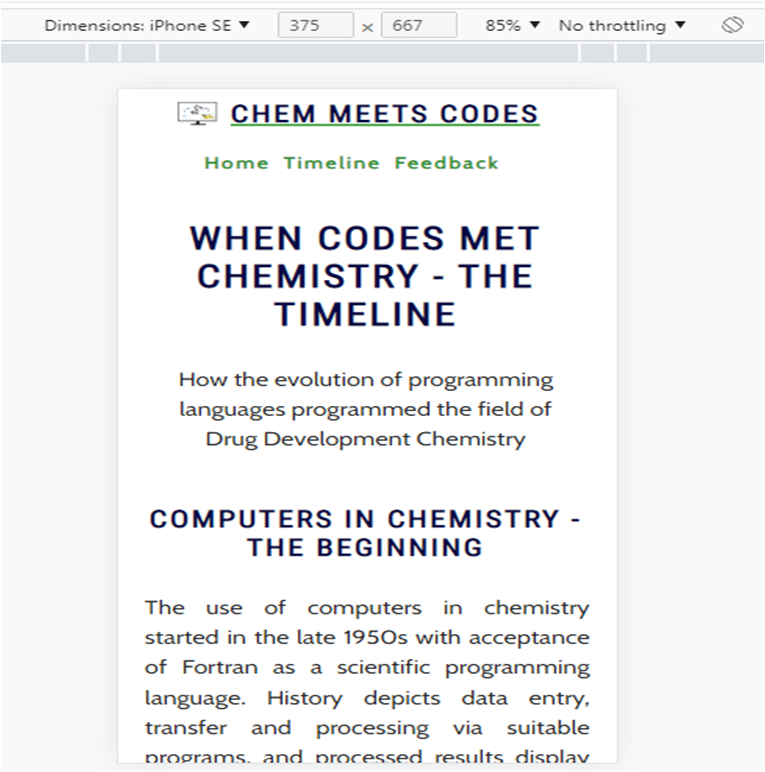 Dimensions: iPhone SE ▼ 375 × 667 85% ▼ No throttling ▼
CHEM MEETS CODES
Home Timeline Feedback
WHEN CODES MET
CHEMISTRY - THE
TIMELINE
How the evolution of programming
languages programmed the field of
Drug Development Chemistry
COMPUTERS IN CHEMISTRY -
THE BEGINNING
The use of computers in chemistry
started in the late 1950s with acceptance
of Fortran as a scientific programming
language. History depicts data entry,
transfer and processing via suitable
programs, and processed results display